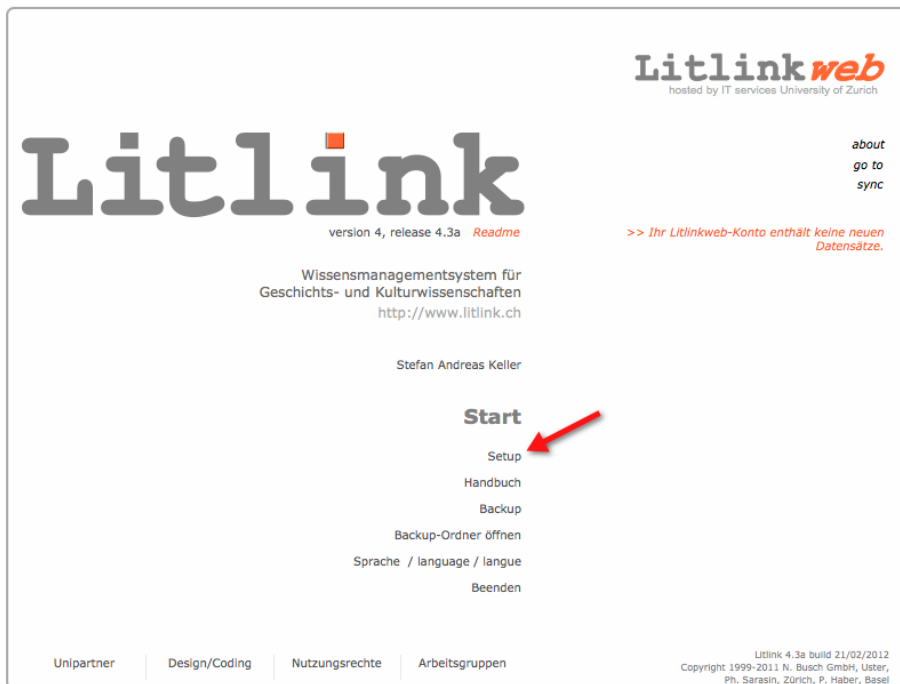 Litlink web
hosted by IT services University of Zurich
Litlink
about
go to
sync
version 4, release 4.3a Readme
>> Ihr Litlinkweb-Konto enthält keine neuen
Datensätze.
Wissensmanagementsystem für
Geschichts- und Kulturwissenschaften
http://www.litlink.ch
Stefan Andreas Keller
Start
Setup
Handbuch
Backup
Backup-Ordner öffnen
Sprache / language / langue
Beenden
Unipartner
Design/Coding
Nutzungsrechte
Arbeitsgruppen
Litlink 4.3a build 21/02/2012
Copyright 1999-2011 N. Busch GmbH, Uster,
Ph. Sarasin, Zürich, P. Haber, Basel